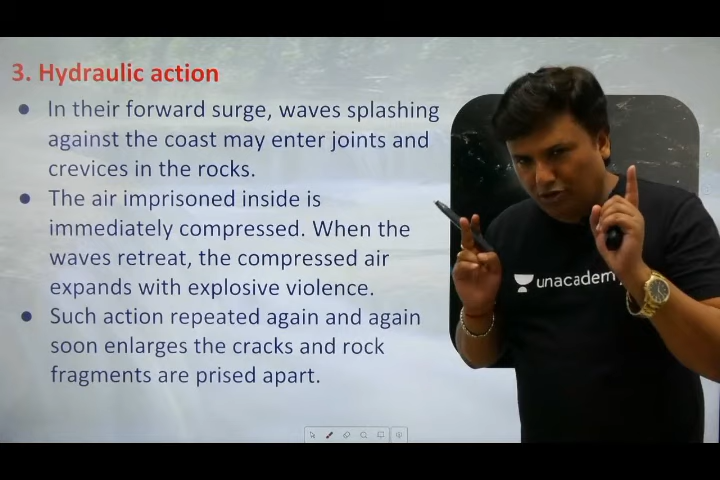 3. Hydraulic action
● In their forward surge, waves splashing
against the coast may enter joints and
crevices in the rocks.
● The air imprisoned inside is
immediately compressed. When the
waves retreat, the compressed air
expands with explosive violence.
● Such action repeated again and again
soon enlarges the cracks and rock
fragments are prised apart.
unacademy